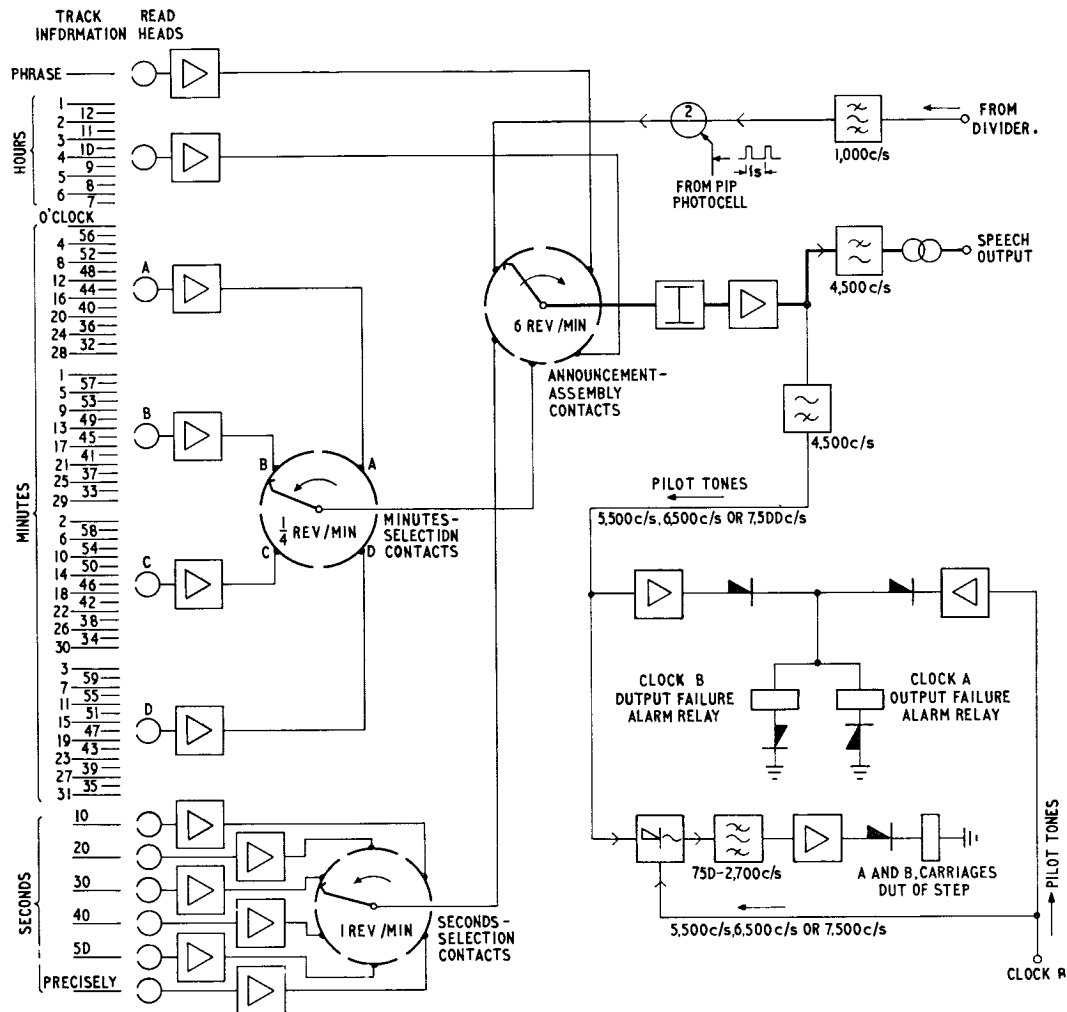 TRACK READ
INFORMATION HEADS
PHRASE
HOURS
1
12
2
11
3
1D
4
9
5
8
6
7
O'CLOCK
MINUTES
56
4
52
8
48
12
44
16
40
20
36
24
32
28
A
1
57
5
53
9
49
13
45
17
41
21
37
25
33
29
B
2
58
6
54
10
50
14
46
18
42
22
38
26
34
30
C
3
59
7
55
11
51
15
47
19
43
23
39
27
35
31
D
SECONDS
10
20
30
40
5D
PRECISELY
B A
C D
1/4 REV/MIN
MINUTES-
SELECTION
CONTACTS
1 REV/MIN
SECONDS-
SELECTION
CONTACTS
6 REV/MIN
ANNOUNCEMENT-
ASSEMBLY
CONTACTS
2
1s
FROM PIP
PHOTOCELL
1,000c/s
FROM
DIVIDER.
4,500c/s
SPEECH
OUTPUT
4,500c/s
PILOT TONES
5,500c/s, 6,500c/s OR 7,5DDc/s
CLOCK B
DUTPUT FAILURE
ALARM RELAY
CLOCK A
OUTPUT FAILURE
ALARM RELAY
75D-2,700c/s
A AND B, CARRIAGES
DUT OF STEP
5,500c/s,6,500c/s OR 7,500c/s
PILOT TONES
CLOCK B